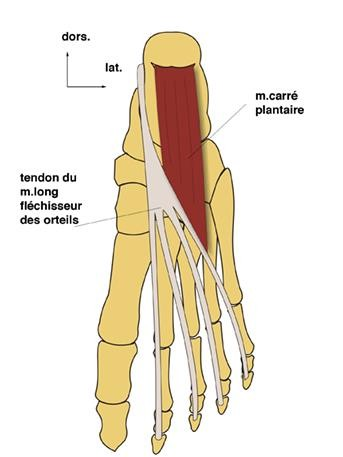 dors.
lat.
m.carré
plantaire
tendon du
m.long
fléchisseur
des orteils